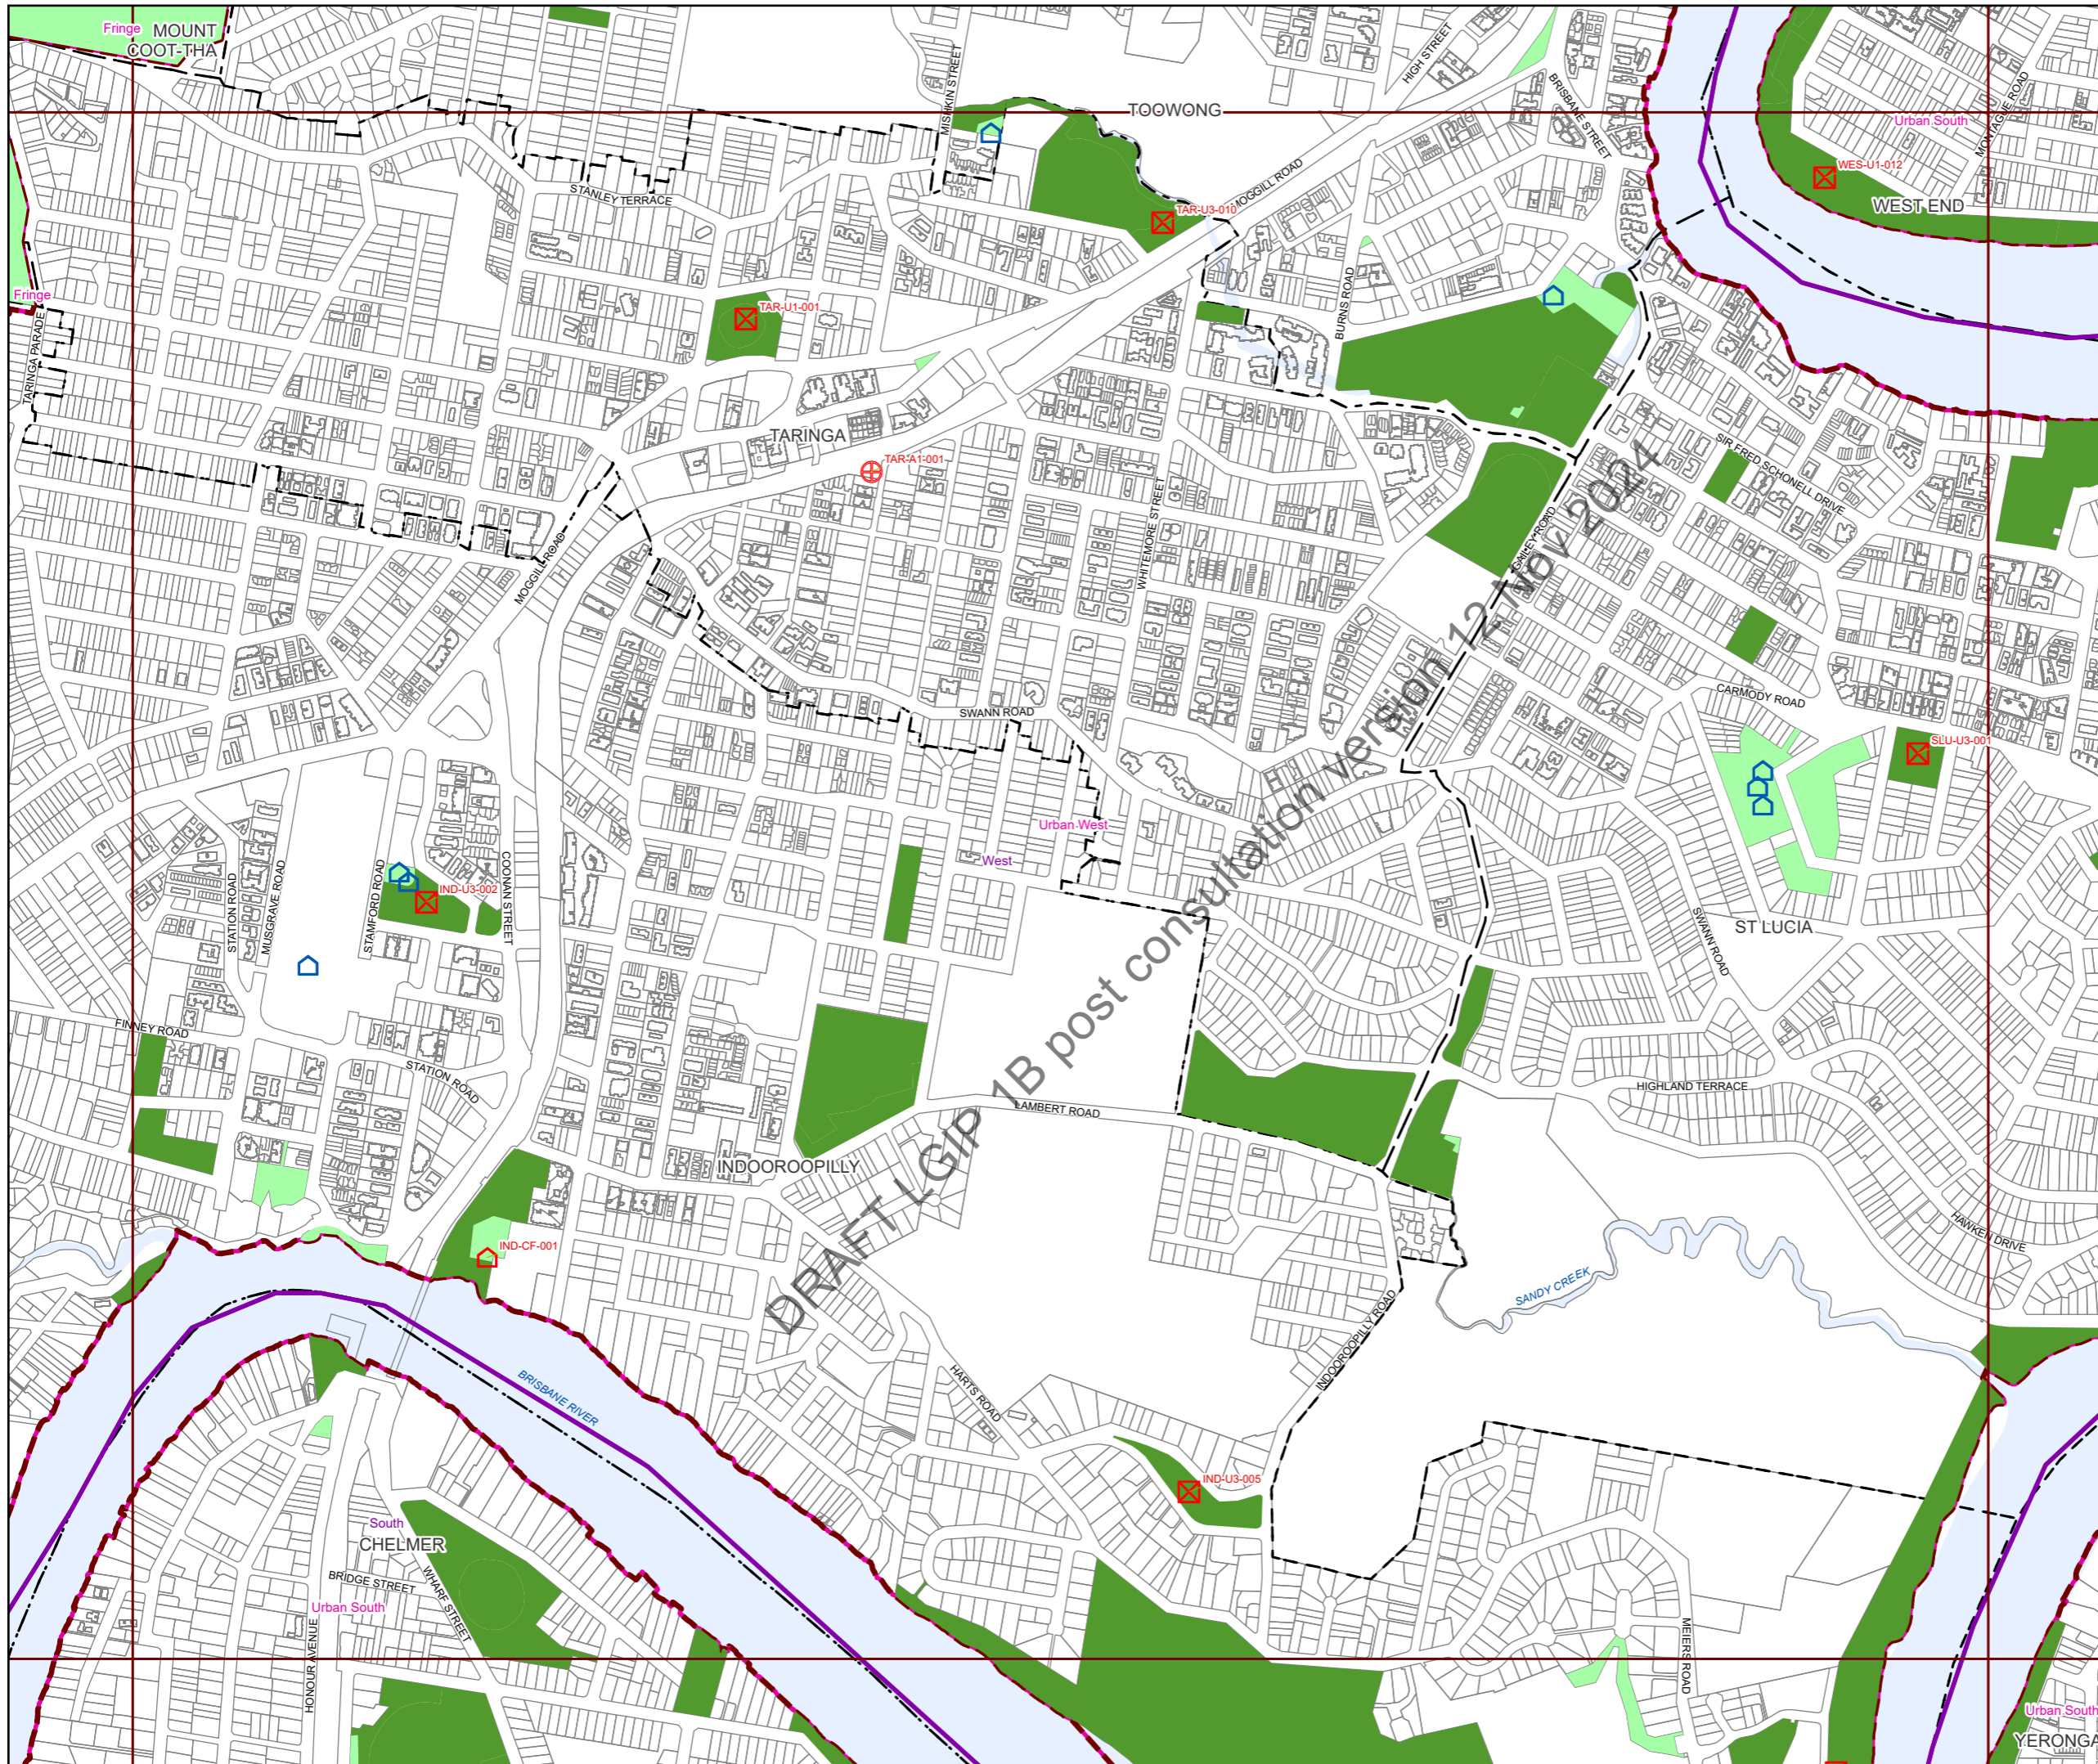 Fringe
MOUNT
COOT-THA
MISHKIN STREET
TOOWONG
HIGH STREET
BRISBANE STREET
MONTAGUE ROAD
Urban South
WES-U1-012
WEST END
STANLEY TERRACE
MOGGILL ROAD
TAR-U3-010
Fringe
TARINGA PARADE
TAR-U1-001
BURNS ROAD
TARINGA
TAR-A1-001
SIR FRED SCHONELL DRIVE
WHITEMORE STREET
GAILEY ROAD
MOGGILL ROAD
CARMODY ROAD
SWANN ROAD
SLU-U3-001
Urban West
West
IND-U3-002
STATION ROAD
MUSGRAVE ROAD
STAMFORD ROAD
COONAN STREET
ST LUCIA
SWANN ROAD
FINNEY ROAD
STATION ROAD
HIGHLAND TERRACE
LAMBERT ROAD
INDOOROOPILLY
DRAFT LGIP 1B post consultation version 12 Nov 2024
HAWKEN DRIVE
IND-CF-001
SANDY CREEK
INDOOROOPILLY ROAD
BRISBANE RIVER
HARTS ROAD
IND-U3-005
South
CHELMER
BRIDGE STREET
WHARF STREET
Urban South
HONOUR AVENUE
MEIERS ROAD
Urban South
YERONGA